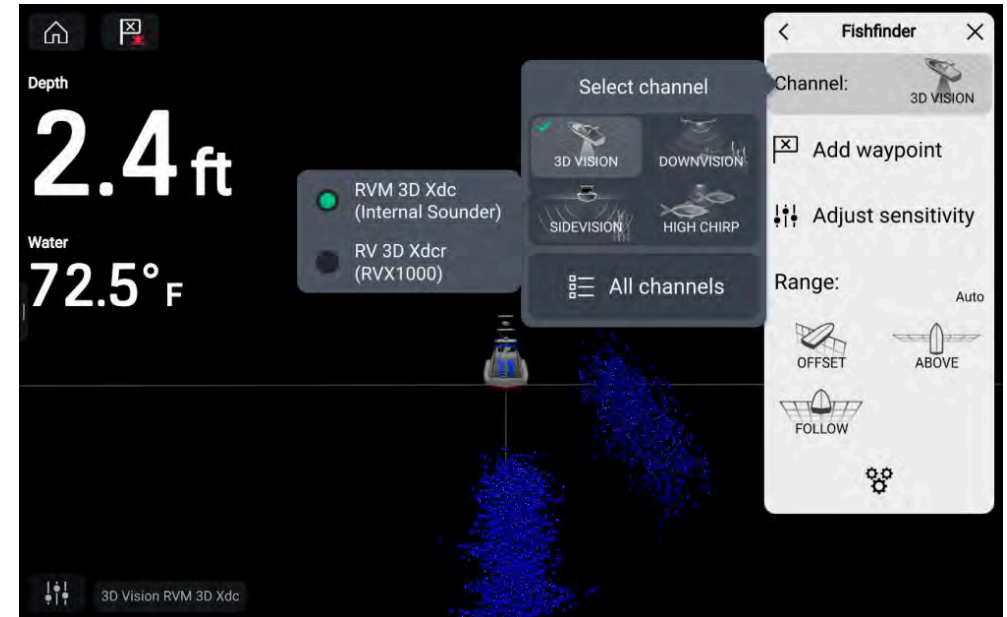 Depth
2.4 ft
Water
72.5° F
RVM 3D Xdc
(Internal Sounder)
RV 3D Xdcr
(RVX1000)
Select channel
3D VISION
DOWNVISION
SIDEVISION
HIGH CHIRP
All channels
Fishfinder
Channel:
3D VISION
Add waypoint
Adjust sensitivity
Range:
Auto
OFFSET
ABOVE
FOLLOW
3D Vision RVM 3D Xdc